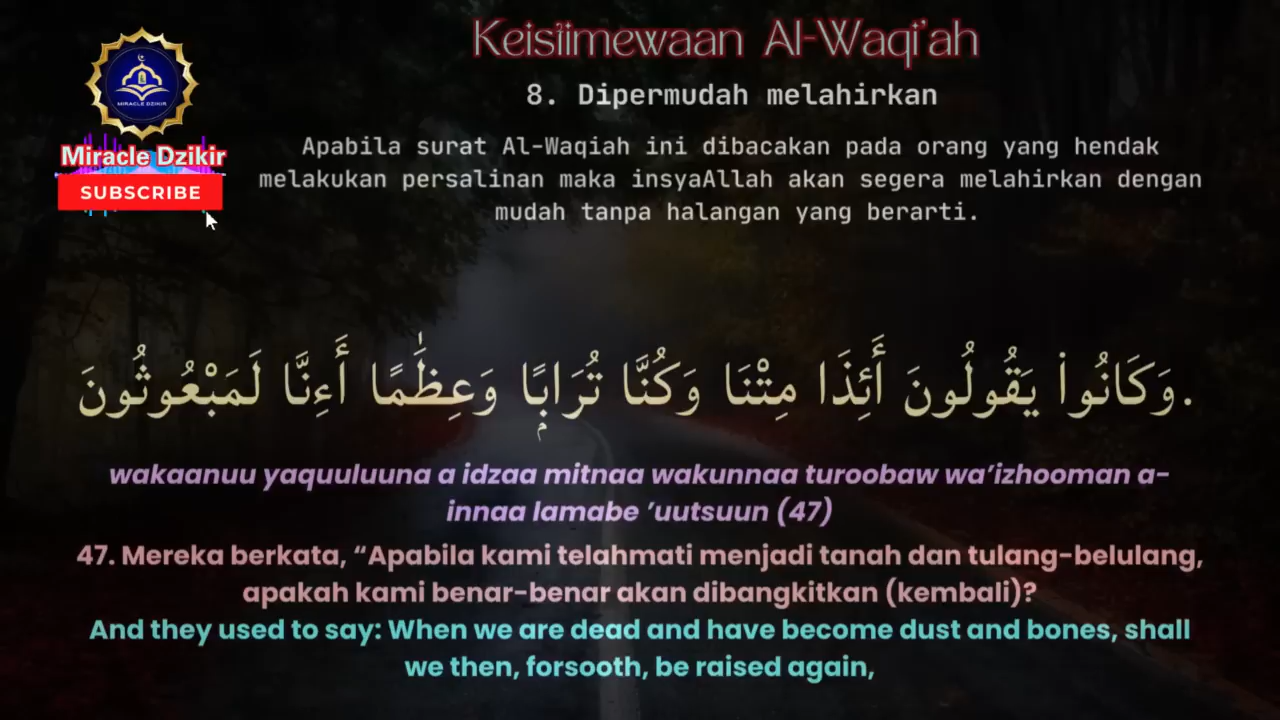 Keistimewaan Al-Waqi'ah
8. Dipermudah melahirkan
Apabila surat Al-Waqiah ini dibacakan pada orang yang hendak
melakukan persalinan maka insyaAllah akan segera melahirkan dengan
mudah tanpa halangan yang berarti.
MIRACLE DZIKIR
Miracle Dzikir
SUBSCRIBE
وَكَانُوا۟ يَقُولُونَ أَئِذَا مِتْنَا وَكُنَّا تُرَابًۭا وَعِظَٰمًا أَءِنَّا لَمَبْعُوثُونَ.
wakaanuu yaquuluuna a idzaa mitnaa wakunnaa turoobaw wa’izhooman a-
innaa lamabe ’uutsuun (47)
47. Mereka berkata, “Apabila kami telahmati menjadi tanah dan tulang-belulang,
apakah kami benar-benar akan dibangkitkan (kembali)?
And they used to say: When we are dead and have become dust and bones, shall
we then, forsooth, be raised again,